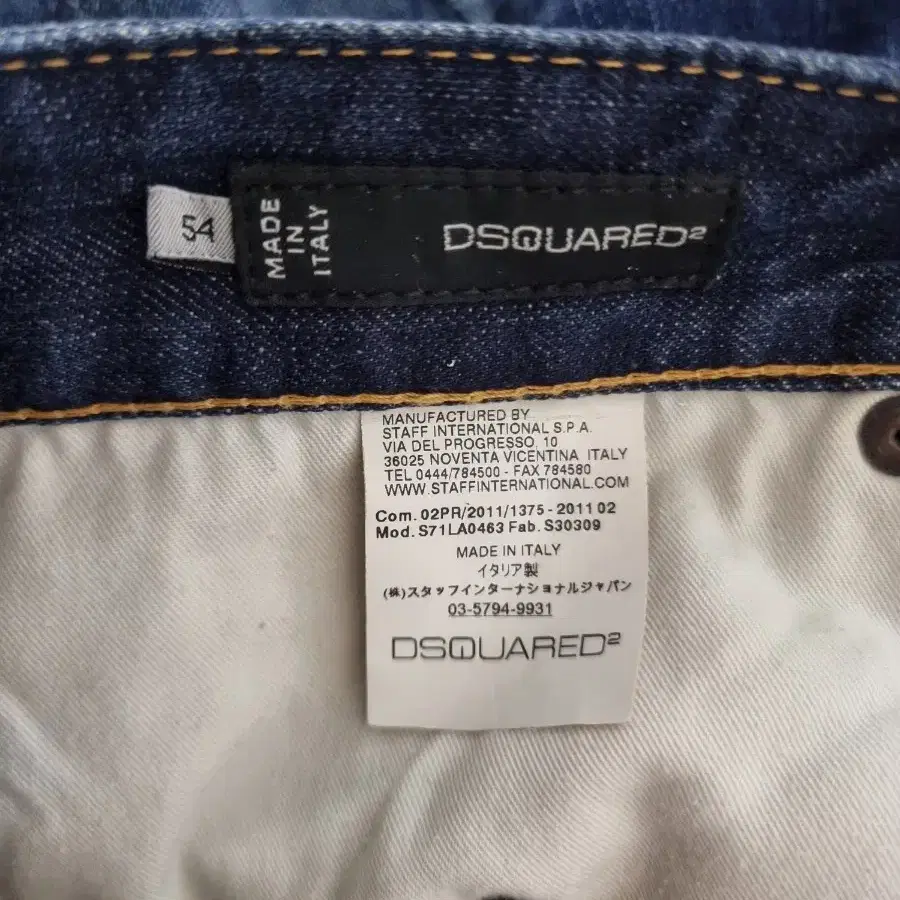 54
MADE
IN
ITALY
DSQUARED²
MANUFACTURED BY
STAFF INTERNATIONAL S.P.A.
VIA DEL PROGRESSO, 10
36025 NOVENTA VICENTINA ITALY
TEL 0444/784500 - FAX 784580
WWW.STAFFINTERNATIONAL.COM
Com. 02PR/2011/1375 - 2011 02
Mod. S71LA0463 Fab. S30309
MADE IN ITALY
イタリア製
(株)スタッフインターナショナルジャパン
03-5794-9931
DSQUARED²